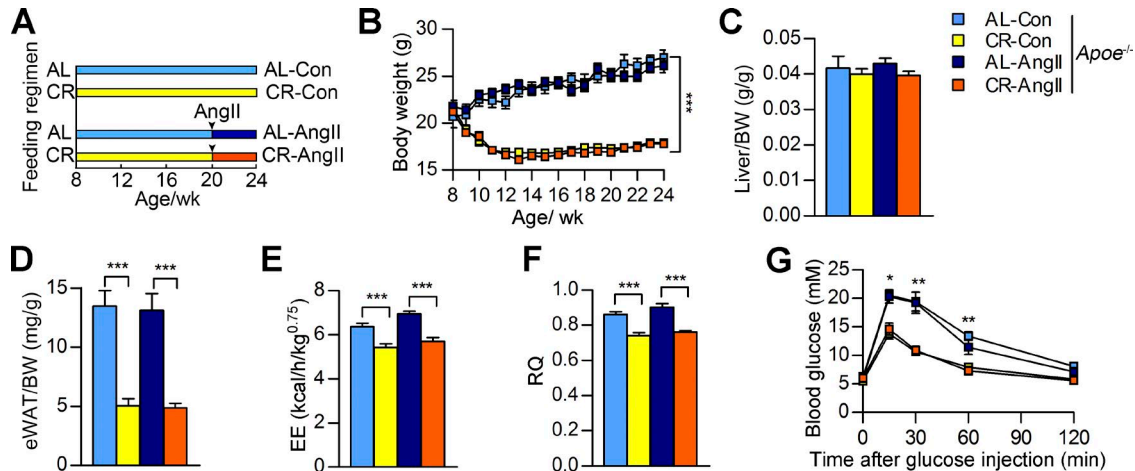 A
Feeding regimen
AL AL-Con
CR CR-Con
AngII
AL AL-AngII
CR CR-AngII
8 12 16 20 24
Age/wk
B
Body weight (g)
30
25
20
15
***
8 10 12 14 16 18 20 22 24
Age/ wk
C
Liver/BW (g/g)
0.05
0.04
0.03
0.02
0.01
0.00
AL-Con
CR-Con
AL-AngII
CR-AngII
Apoe-/-
D
eWAT/BW (mg/g)
15
10
5
0
*** ***
E
EE (kcal/h/kg0.75)
8
6
4
2
0
*** ***
F
RQ
1.0
0.8
0.6
0.4
0.2
0.0
*** ***
G
Blood glucose (mM)
25
20
15
10
5
0
* ** **
0 30 60 90 120
Time after glucose injection (min)